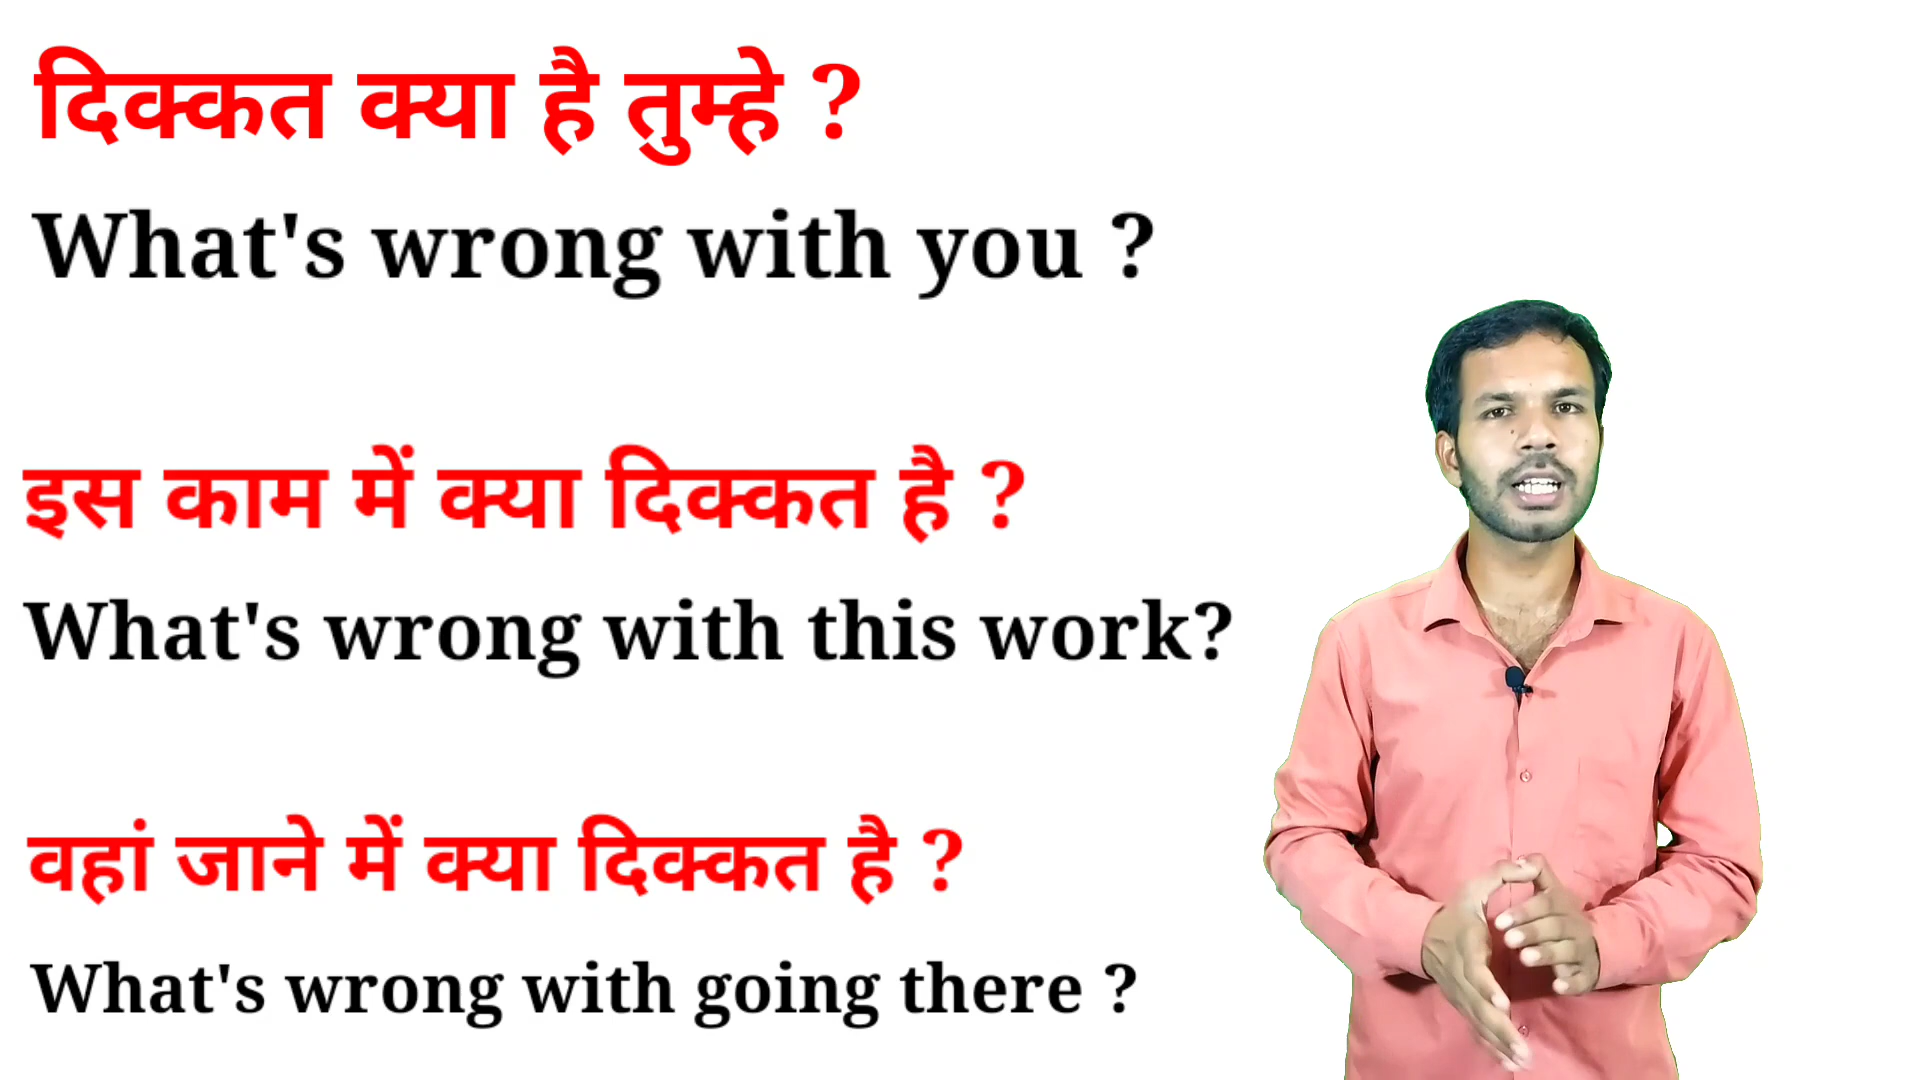 दिक्कत क्या है तुम्हे ?
What's wrong with you ?
इस काम में क्या दिक्कत है ?
What's wrong with this work?
वहां जाने में क्या दिक्कत है ?
What's wrong with going there ?